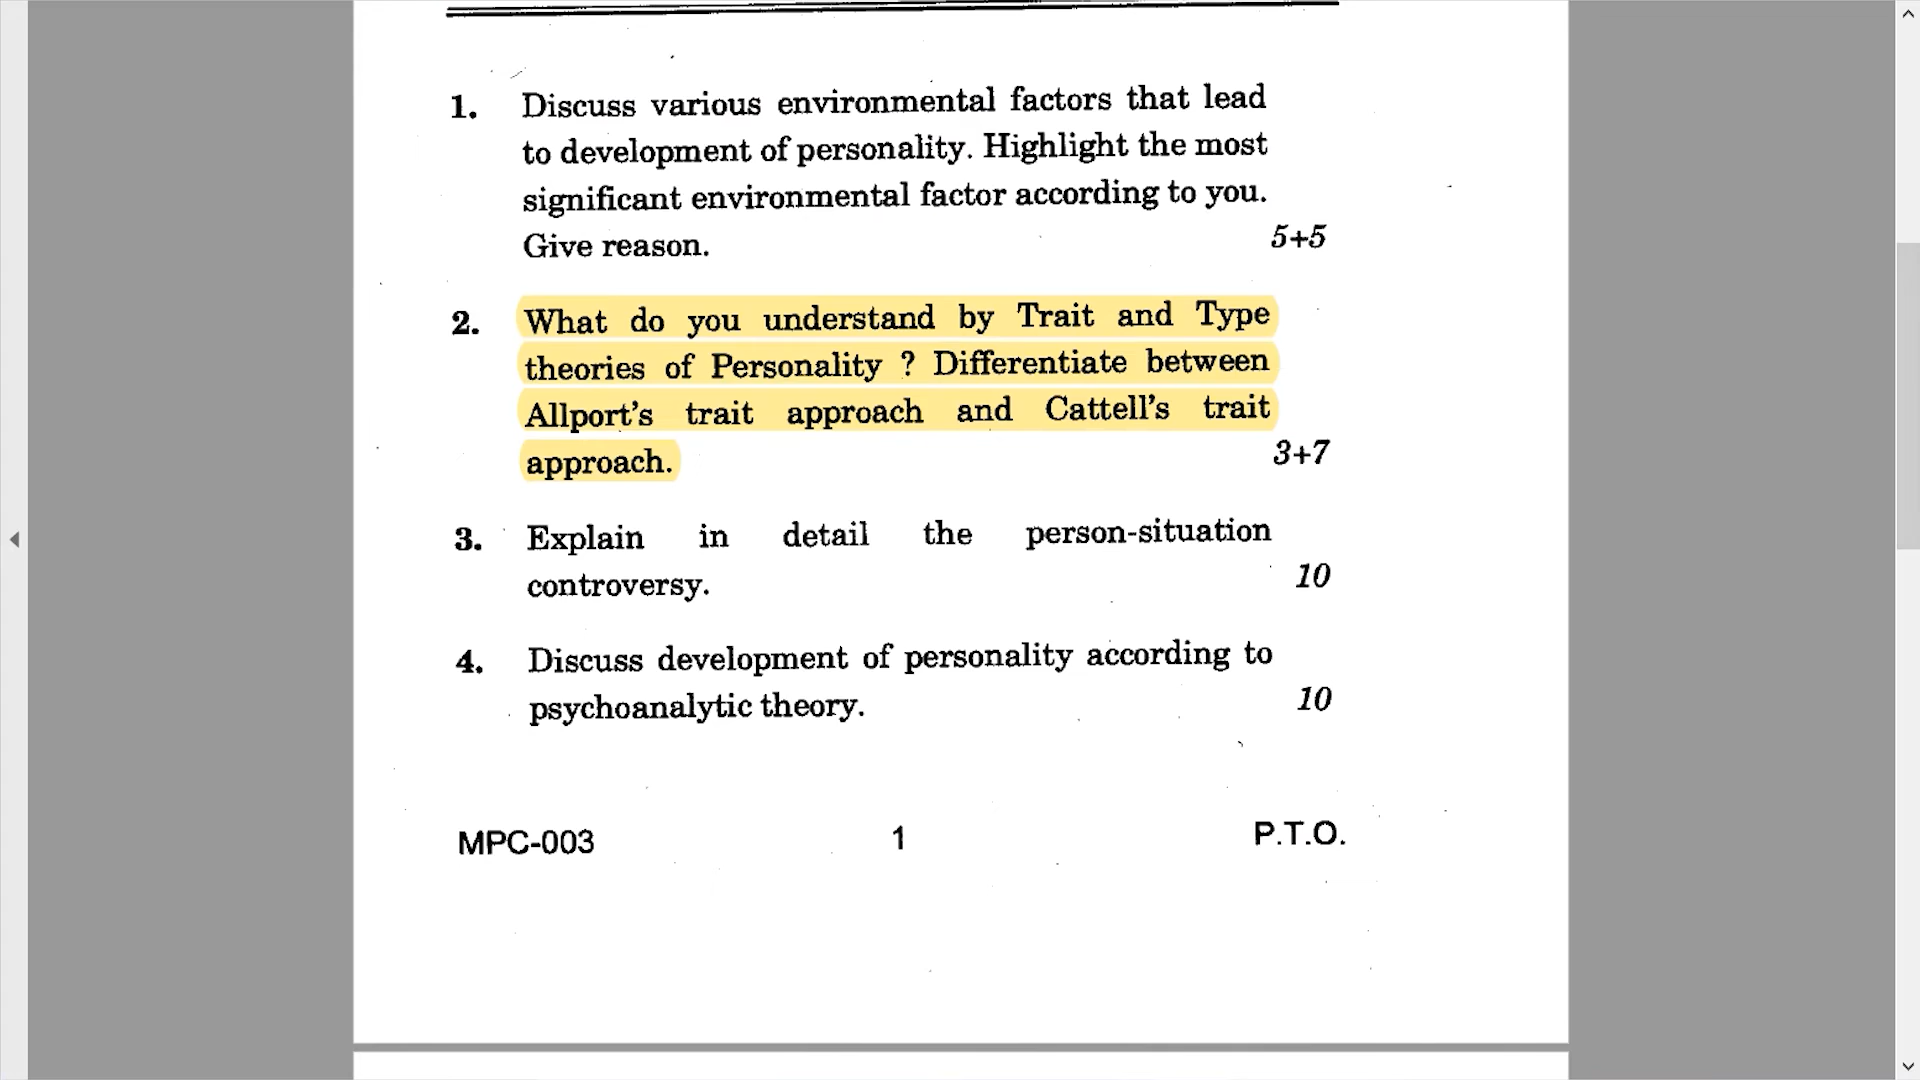 1. Discuss various environmental factors that lead
to development of personality. Highlight the most
significant environmental factor according to you.
Give reason. 5+5
2. What do you understand by Trait and Type
theories of Personality ? Differentiate between
Allport's trait approach and Cattell's trait
approach. 3+7
3. Explain in detail the person-situation
controversy. 10
4. Discuss development of personality according to
psychoanalytic theory. 10
MPC-003 1 P.T.O.